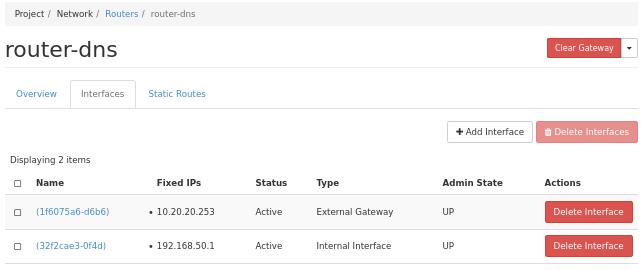 Project / Network / Routers / router-dns
router-dns
Clear Gateway
Overview Interfaces Static Routes
+ Add Interface Delete Interfaces
Displaying 2 items
Name Fixed IPs Status Type Admin State Actions
(1f6075a6-d6b6) • 10.20.20.253 Active External Gateway UP Delete Interface
(32f2cae3-0f4d) • 192.168.50.1 Active Internal Interface UP Delete Interface